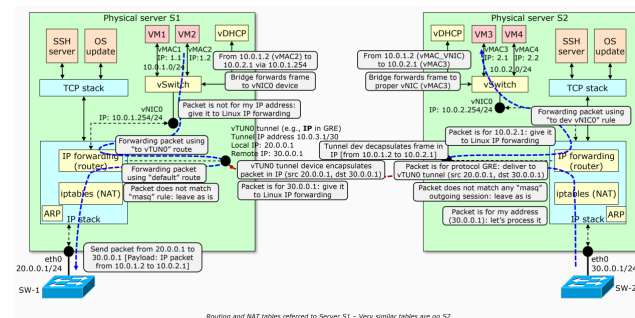 Physical server S1
SSH
server
OS
update
VM1
VM2
vDHCP
vMAC1
IP: 1.1
vMAC2
1.2
10.0.1.0/24
From 10.0.1.2 (vMAC2) to
10.0.2.1 via 10.0.1.254
Bridge forwards frame
to vNIC0 device
vSwitch
TCP stack
vNIC0
IP: 10.0.1.254/24
Packet is not for my IP address:
give it to Linux IP forwarding
Forwarding packet using
"to vTUN0" route
vTUN0 tunnel (e.g., IP in GRE)
Tunnel IP address 10.0.3.1/30
Local IP: 20.0.0.1
Remote IP: 30.0.0.1
IP forwarding
(router)
Forwarding packet
using "default" route
vTUN0 tunnel device encapsulates
packet in IP (src 20.0.0.1, dst 30.0.0.1)
Packet does not match
"masq" rule: leave as is
Packet is for 30.0.0.1: give it
to Linux IP forwarding
iptables (NAT)
ARP
IP stack
eth0
20.0.0.1/24
Send packet from 20.0.0.1 to
30.0.0.1 [Payload: IP packet
from 10.0.1.2 to 10.0.2.1]
SW-1
Physical server S2
vDHCP
VM3
VM4
SSH
server
OS
update
From 10.0.1.2 (vMAC_VNIC)
to 10.0.2.1 (vMAC3)
vMAC3
IP: 2.1
vMAC4
2.2
10.0.2.0/24
Bridge forwards frame to
proper vNIC (vMAC3)
vSwitch
TCP stack
vNIC0
IP: 10.0.2.254/24
Forwarding packet using
"to dev vNIC0" rule
Packet is for 10.0.2.1: give it
to Linux IP forwarding
Tunnel dev decapsulates frame in
IP [from 10.0.1.2 to 10.0.2.1]
IP forwarding
(router)
Packet is for protocol GRE: deliver to
vTUN0 tunnel (src 20.0.0.1, dst 30.0.0.1)
Packet does not match any "masq"
outgoing session: leave as is
iptables (NAT)
Packet is for my address
(30.0.0.1): let's process it
ARP
IP stack
eth0
30.0.0.1/24
SW-2
Routing and NAT tables referred to Server S1 – Very similar tables are on S2